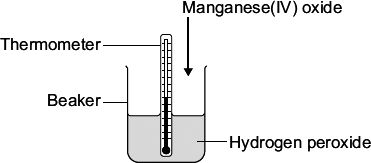 Manganese(IV) oxide
Thermometer
Beaker
Hydrogen peroxide